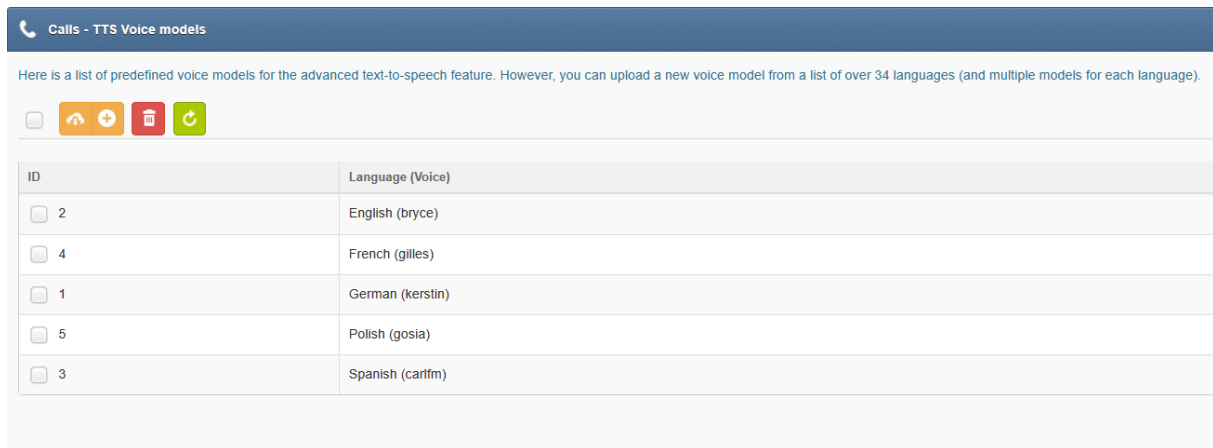 Calls - TTS Voice models
Here is a list of predefined voice models for the advanced text-to-speech feature. However, you can upload a new voice model from a list of over 34 languages (and multiple models for each language).
ID Language (Voice)
2 English (bryce)
4 French (gilles)
1 German (kerstin)
5 Polish (gosia)
3 Spanish (carlfm)